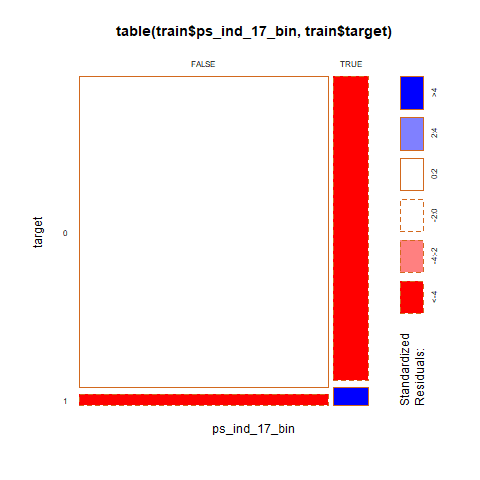 table(train$ps_ind_17_bin, train$target)
FALSE
TRUE
target
0
1
ps_ind_17_bin
Standardized
Residuals:
<-4
-4:-2
-2:0
0:2
2:4
>4